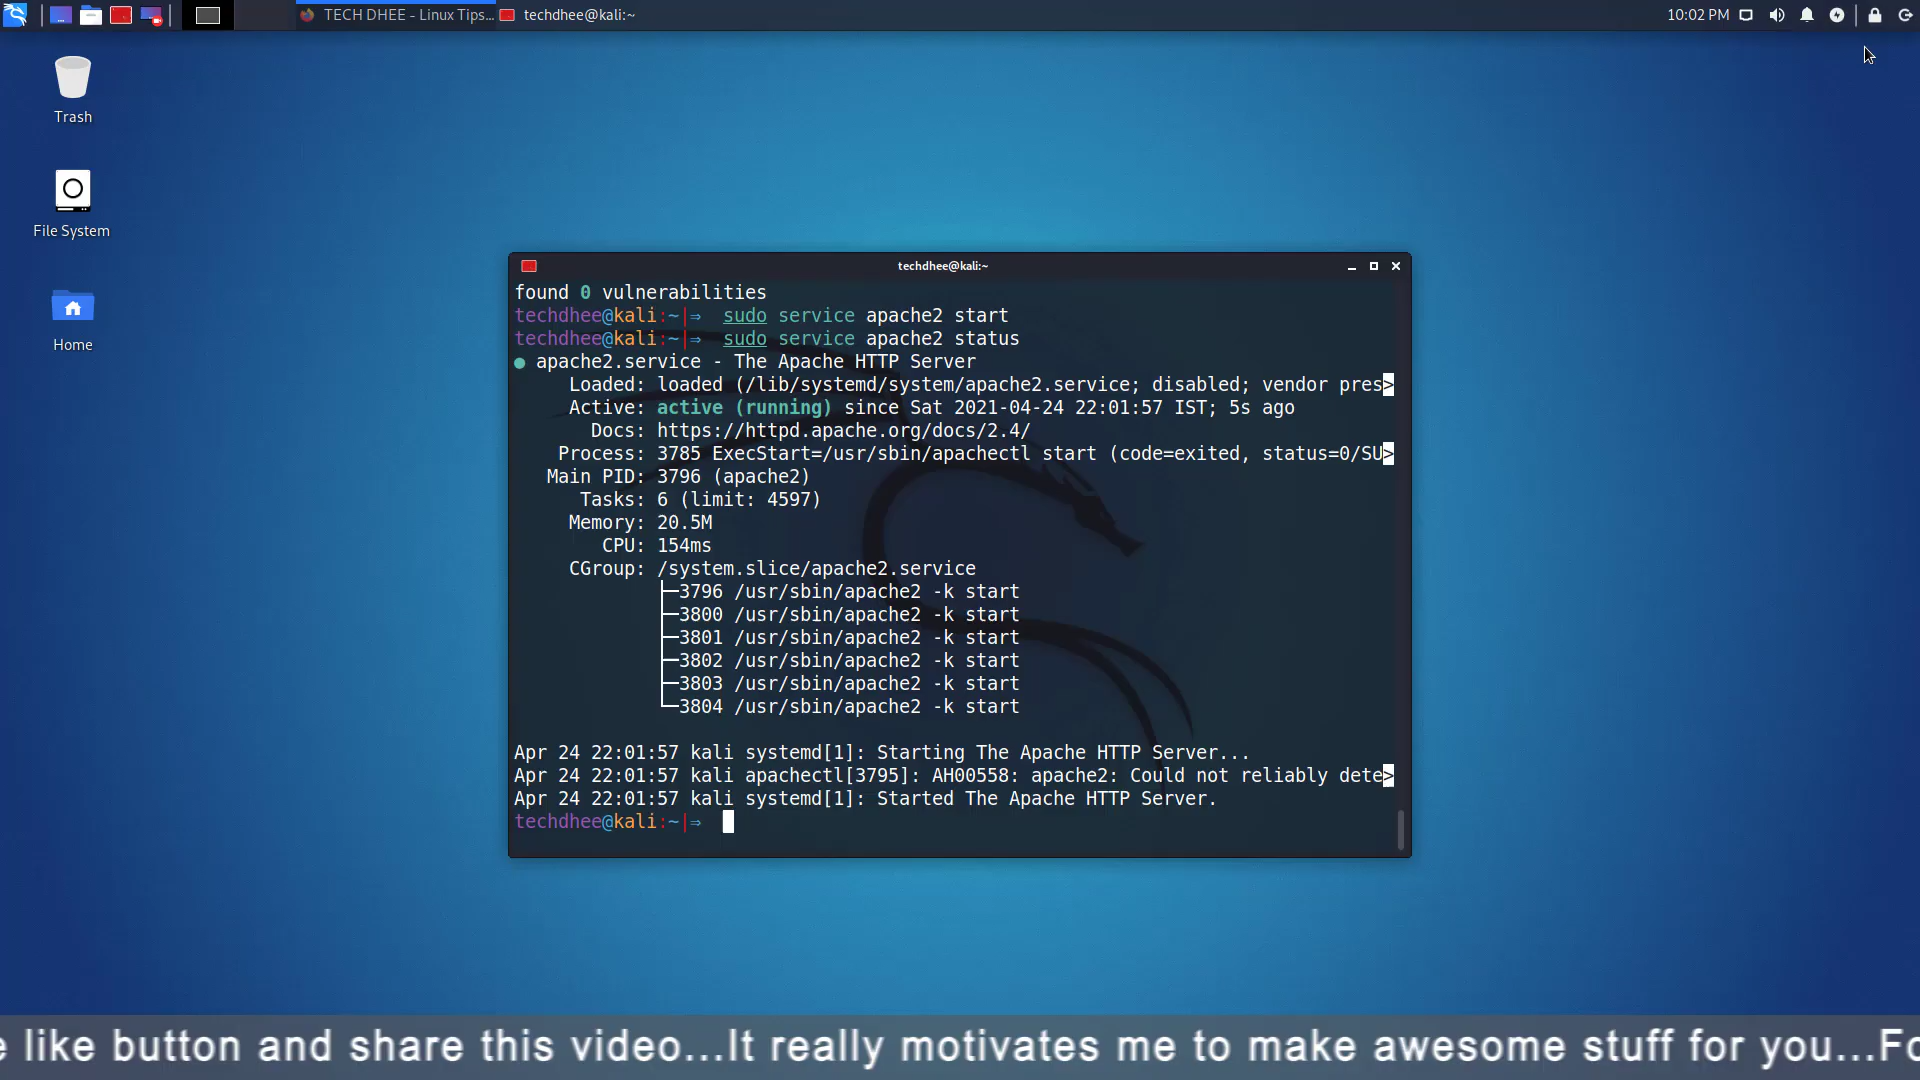 TECH DHEE - Linux Tips...
techdhee@kali:~
10:02 PM
Trash
File System
Home
techdhee@kali:~
found 0 vulnerabilities
techdhee@kali:~|⇒  sudo service apache2 start
techdhee@kali:~|⇒  sudo service apache2 status
● apache2.service - The Apache HTTP Server
     Loaded: loaded (/lib/systemd/system/apache2.service; disabled; vendor pres>
     Active: active (running) since Sat 2021-04-24 22:01:57 IST; 5s ago
       Docs: https://httpd.apache.org/docs/2.4/
    Process: 3785 ExecStart=/usr/sbin/apachectl start (code=exited, status=0/SU>
   Main PID: 3796 (apache2)
      Tasks: 6 (limit: 4597)
     Memory: 20.5M
        CPU: 154ms
     CGroup: /system.slice/apache2.service
             ├─3796 /usr/sbin/apache2 -k start
             ├─3800 /usr/sbin/apache2 -k start
             ├─3801 /usr/sbin/apache2 -k start
             ├─3802 /usr/sbin/apache2 -k start
             ├─3803 /usr/sbin/apache2 -k start
             └─3804 /usr/sbin/apache2 -k start
Apr 24 22:01:57 kali systemd[1]: Starting The Apache HTTP Server...
Apr 24 22:01:57 kali apachectl[3795]: AH00558: apache2: Could not reliably dete>
Apr 24 22:01:57 kali systemd[1]: Started The Apache HTTP Server.
techdhee@kali:~|⇒
e like button and share this video...It really motivates me to make awesome stuff for you...Fo